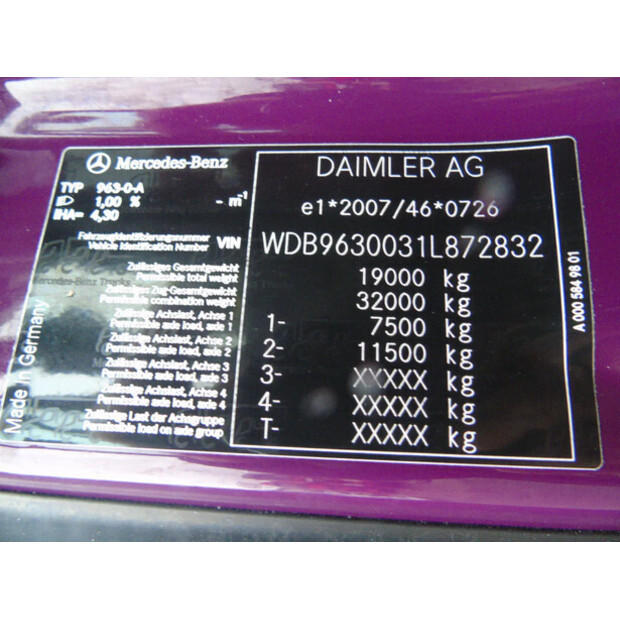 Mercedes-Benz
TYP 963-0-A
1,00 % - m⁻¹
IHA= 4,30
Fahrzeugidentifizierungsnummer
Vehicle Identification Number VIN
Zulässiges Gesamtgewicht
Permissible total weight
Zulässiges Zug-Gesamtgewicht
Permissible combination weight
Zulässige Achslast, Achse 1
Permissible axle load, axle 1
Zulässige Achslast, Achse 2
Permissible axle load, axle 2
Zulässige Achslast, Achse 3
Permissible axle load, axle 3
Zulässige Achslast, Achse 4
Permissible axle load, axle 4
Zulässige Last der Achsgruppe
Permissible load on axle group
Made in Germany
DAIMLER AG
e1*2007/46*0726
WDB9630031L872832
19000 kg
32000 kg
1- 7500 kg
2- 11500 kg
3- XXXXX kg
4- XXXXX kg
T- XXXXX kg
A 000 584 98 01
Mercedes-Benz Trucks